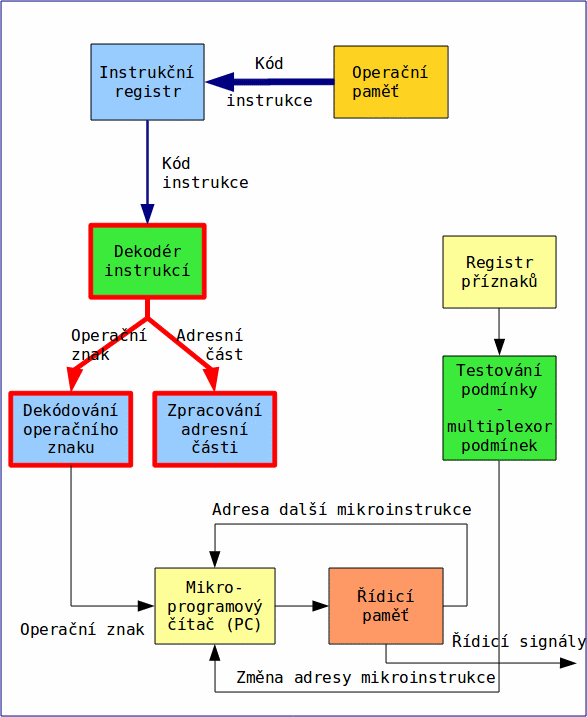 Instrukční
registr
Kód
instrukce
Operační
paměť
Kód
instrukce
Dekodér
instrukcí
Registr
příznaků
Operační
znak
Adresní
část
Testování
podmínky
-
multiplexor
podmínek
Dekódování
operačního
znaku
Zpracování
adresní
části
Adresa další mikroinstrukce
Mikro-
programový
čítač (PC)
Řídicí
paměť
Operační znak
Řídicí signály
Změna adresy mikroinstrukce